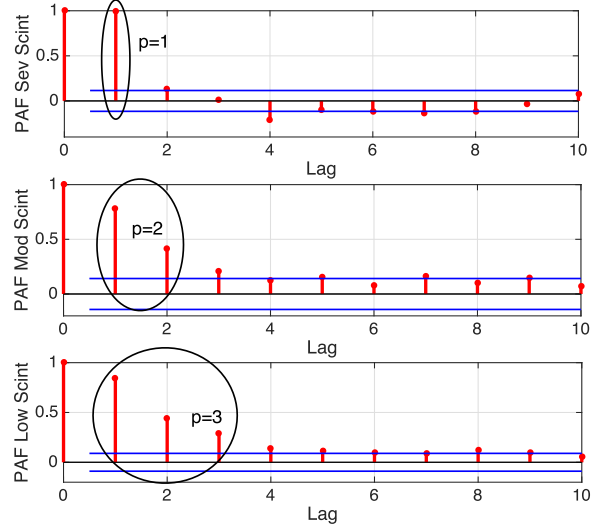 PAF Sev Scint
1
0.5
0
p=1
0 2 4 6 8 10
Lag
PAF Mod Scint
1
0.5
0
p=2
0 2 4 6 8 10
Lag
PAF Low Scint
1
0.5
0
p=3
0 2 4 6 8 10
Lag